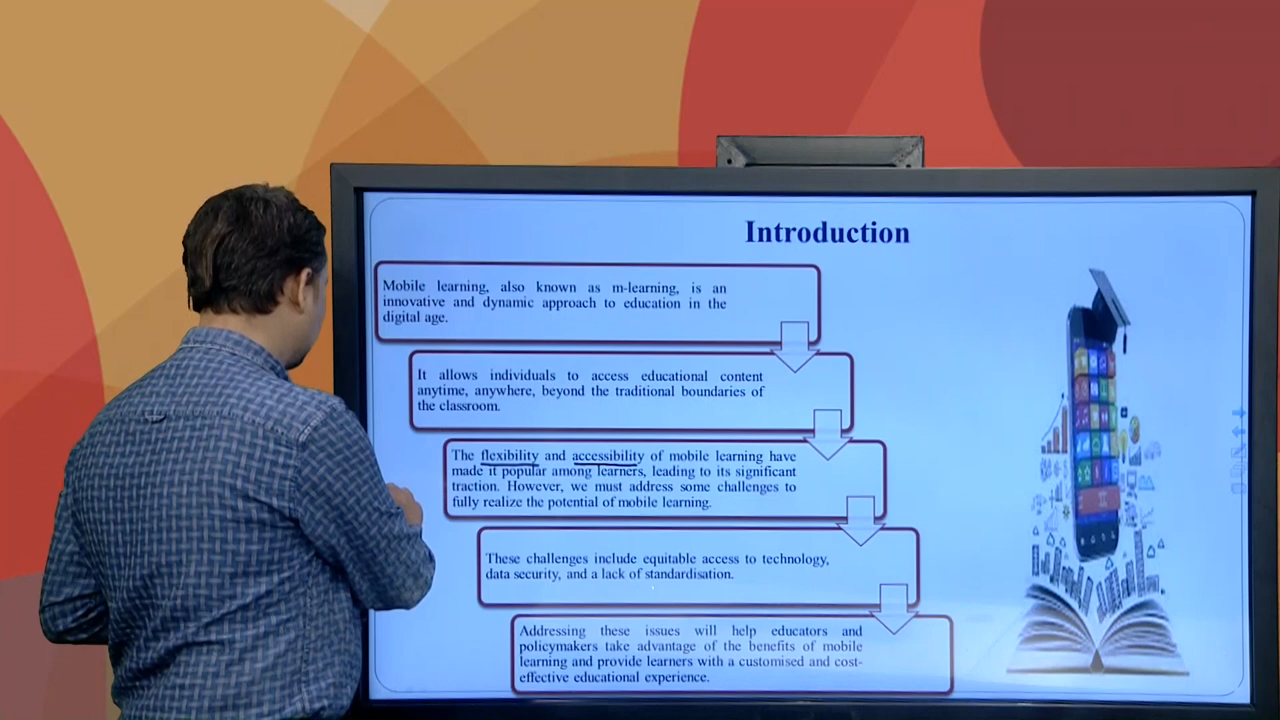 Introduction
Mobile learning, also known as m-learning, is an
innovative and dynamic approach to education in the
digital age.
It allows individuals to access educational content
anytime, anywhere, beyond the traditional boundaries of
the classroom.
The flexibility and accessibility of mobile learning have
made it popular among learners, leading to its significant
traction. However, we must address some challenges to
fully realize the potential of mobile learning.
These challenges include equitable access to technology,
data security, and a lack of standardisation.
Addressing these issues will help educators and
policymakers take advantage of the benefits of mobile
learning and provide learners with a customised and cost-
effective educational experience.